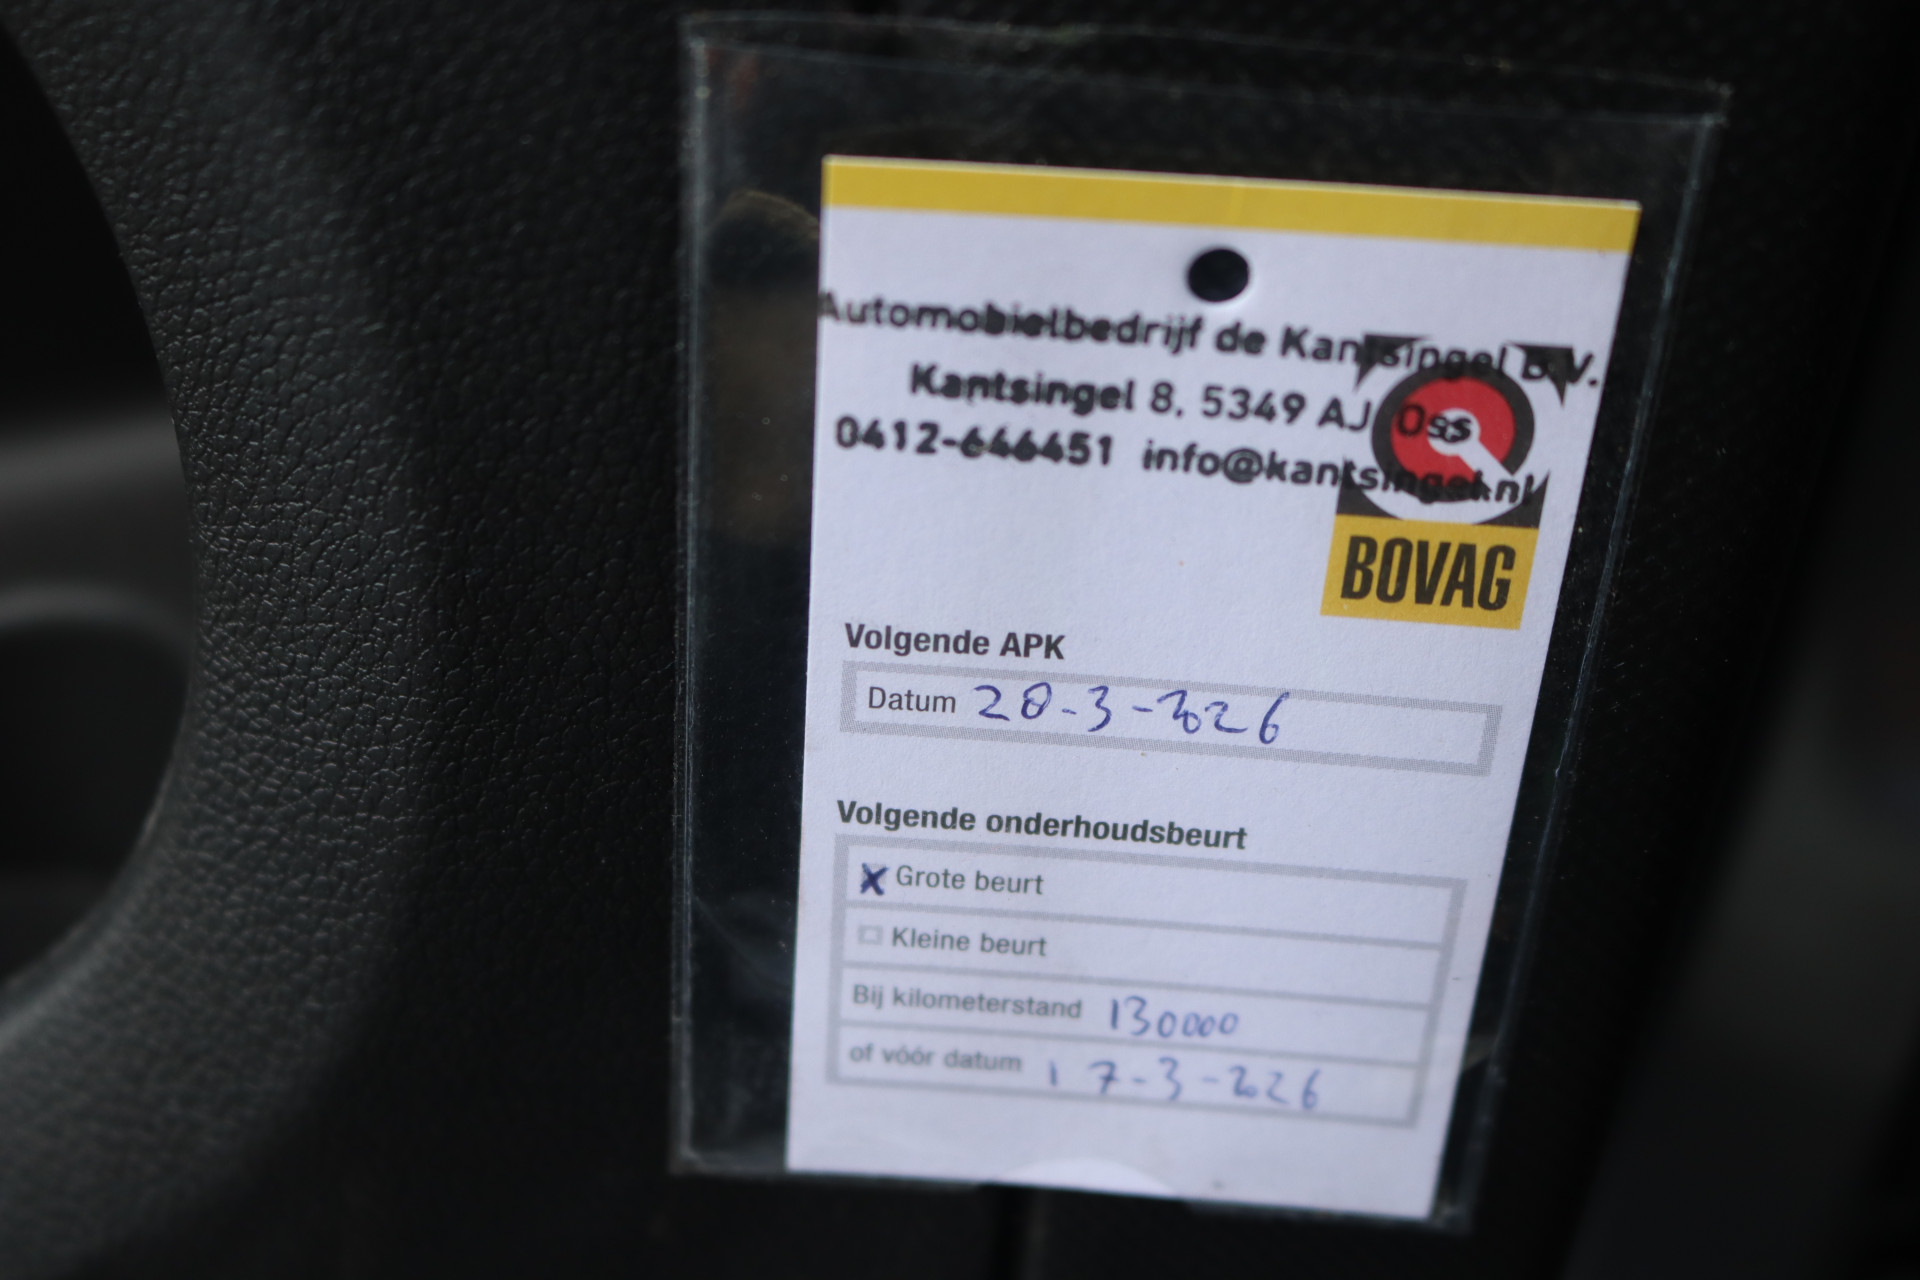 Automobielbedrijf de Kantsingel B.V.
Kantsingel 8, 5349 AJ Oss
0412-646451 info@kantsingel.nl
BOVAG
Volgende APK
Datum 28-3-2026
Volgende onderhoudsbeurt
Grote beurt
Kleine beurt
Bij kilometerstand 130000
of vóór datum 17-3-2026